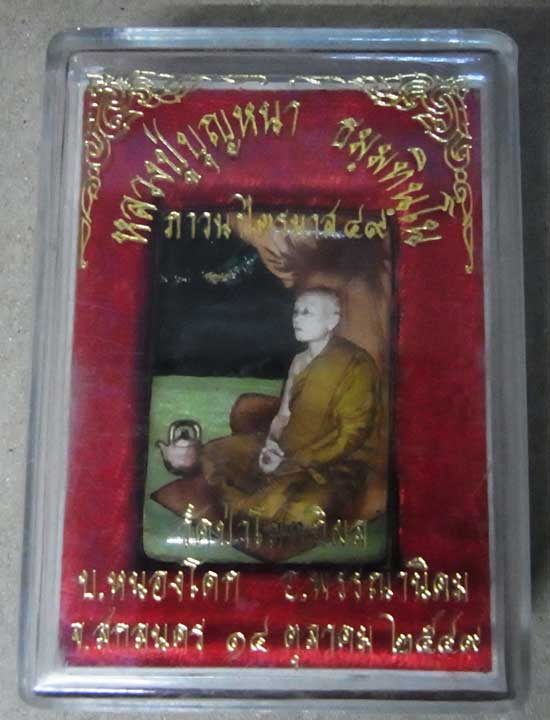 หลวงปู่บุญหนา ธมฺมทินฺโน
ภาวนาไตรมาส ๔๙
วัดป่าโสตถิผล
บ.หนองโดก อ.พรรณานิคม
จ.สกลนคร ๑๔ ตุลาคม ๒๕๔๙